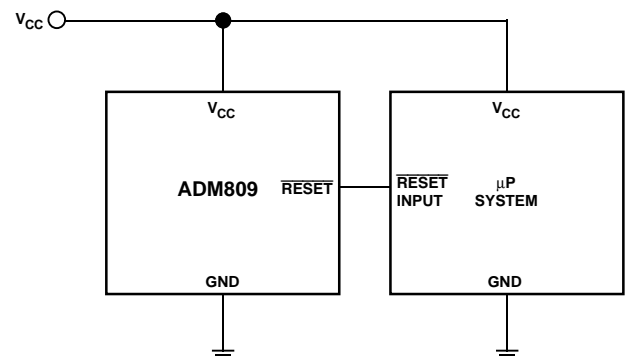 VCC
VCC
ADM809
RESET
GND
VCC
RESET
INPUT
μP
SYSTEM
GND